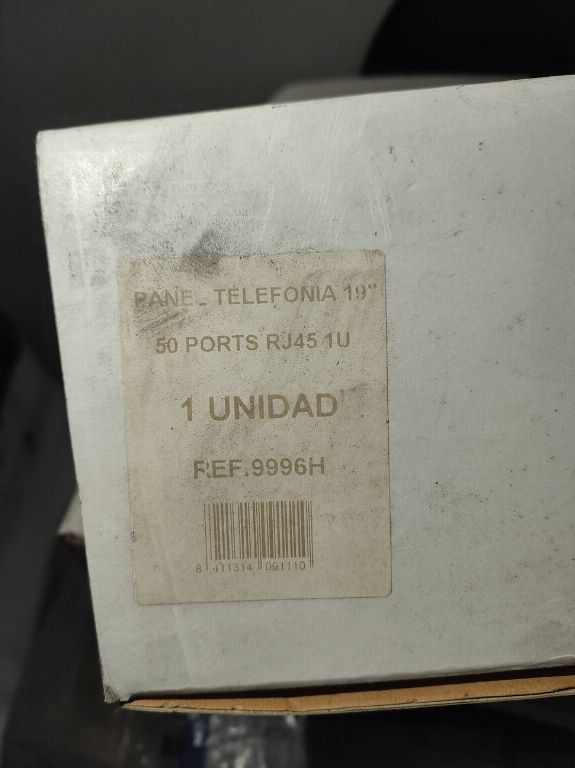 PANEL TELEFONIA 19"
50 PORTS RJ45 1U
1 UNIDAD
REF.9996H
8 411314 091110